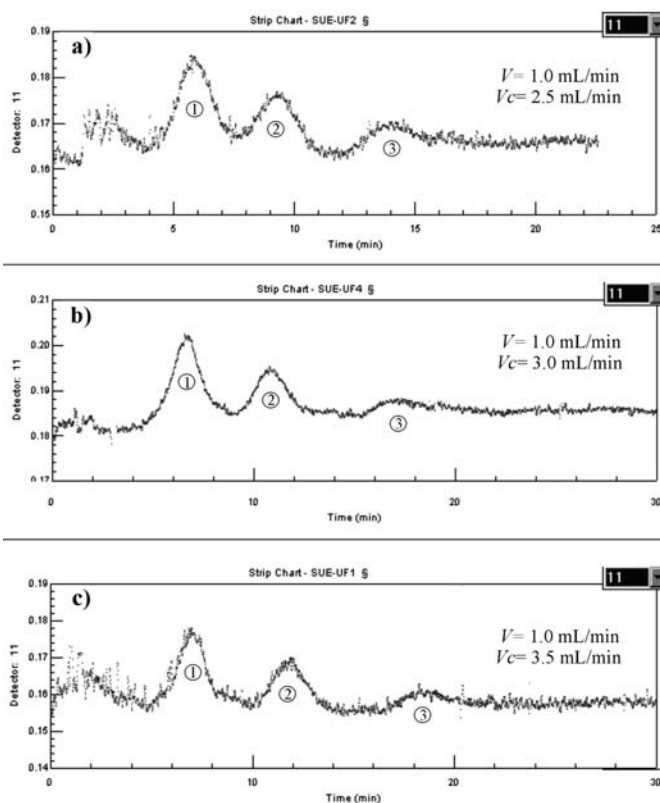 Strip Chart - SUE-UF2 §
11
a)
V= 1.0 mL/min
Vc= 2.5 mL/min
Detector: 11
0.19
0.18
0.17
0.16
0.15
① ② ③
0 5 10 15 20 25
Time (min)
Strip Chart - SUE-UF4 §
11
b)
V= 1.0 mL/min
Vc= 3.0 mL/min
Detector: 11
0.21
0.20
0.19
0.18
0.17
① ② ③
0 10 20 30
Time (min)
Strip Chart - SUE-UF1 §
11
c)
V= 1.0 mL/min
Vc= 3.5 mL/min
Detector: 11
0.19
0.18
0.17
0.16
0.15
0.14
① ② ③
0 10 20 30
Time (min)